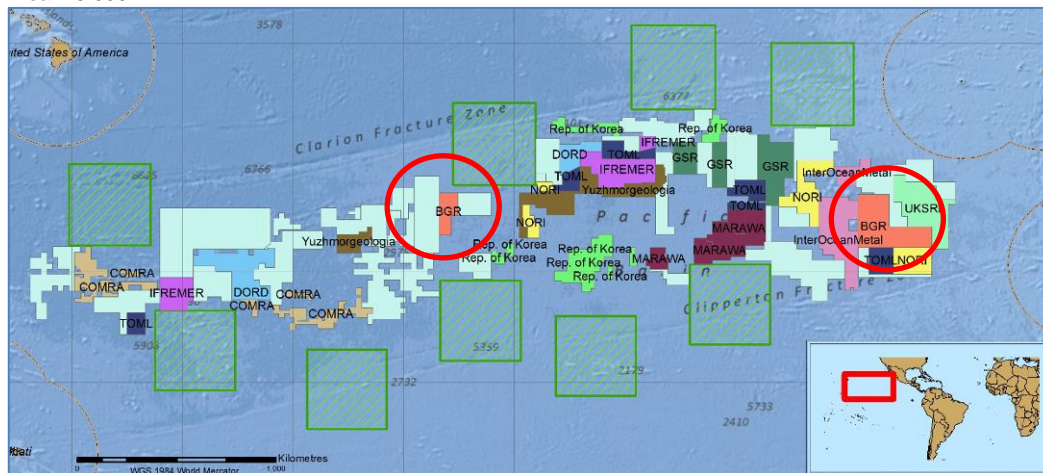 3578
ited States of America
6377
Clarion Fracture Zone
Rep. of Korea
Rep. of Korea
IFREMER
DORD
TOML
GSR
GSR
GSR
InterOceanMetal
6766
IFREMER
TOML
Yuzhmorgeologia
TOML
NORI
NORI
UKSRL
BGR
TOML
Pacific
NORI
MARAWA
BGR
Yuzhmorgeologia
Rep. of Korea
Rep. of Korea
Rep. of Korea
Rep. of Korea
Rep. of Korea
MARAWA
MARAWA
InterOceanMetal
TOML
NORI
COMRA
COMRA
IFREMER
DORD
COMRA
COMRA
COMRA
TOML
Clipperton Fracture Zo
5908
5359
2732
2179
5733
2410
Kilometres
1,000
WGS 1984 World Mercator